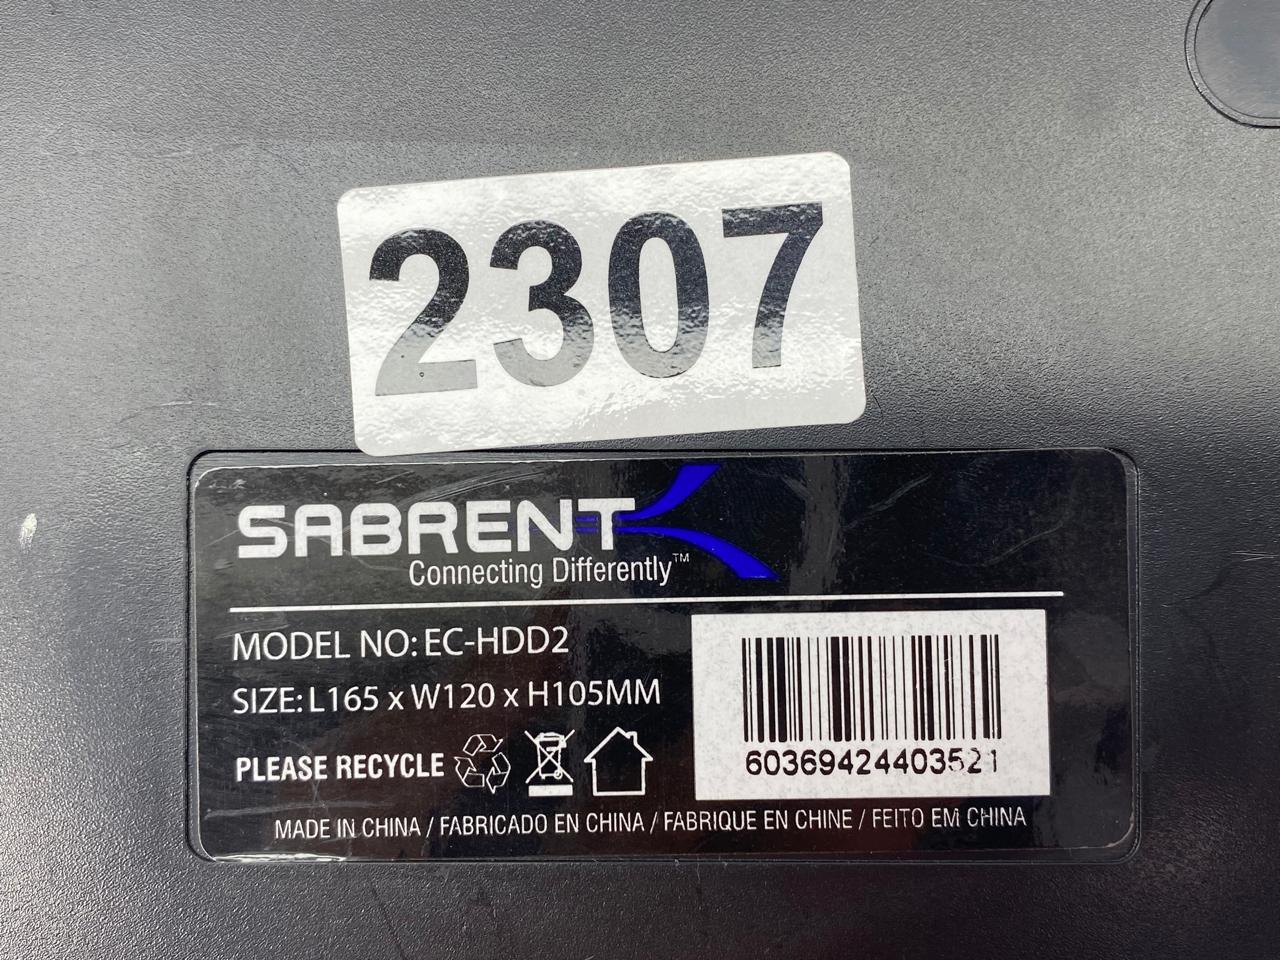 2307
SABRENT
Connecting Differently™
MODEL NO: EC-HDD2
SIZE: L165 x W120 x H105MM
PLEASE RECYCLE
60369424403521
MADE IN CHINA / FABRICADO EN CHINA / FABRIQUE EN CHINE / FEITO EM CHINA